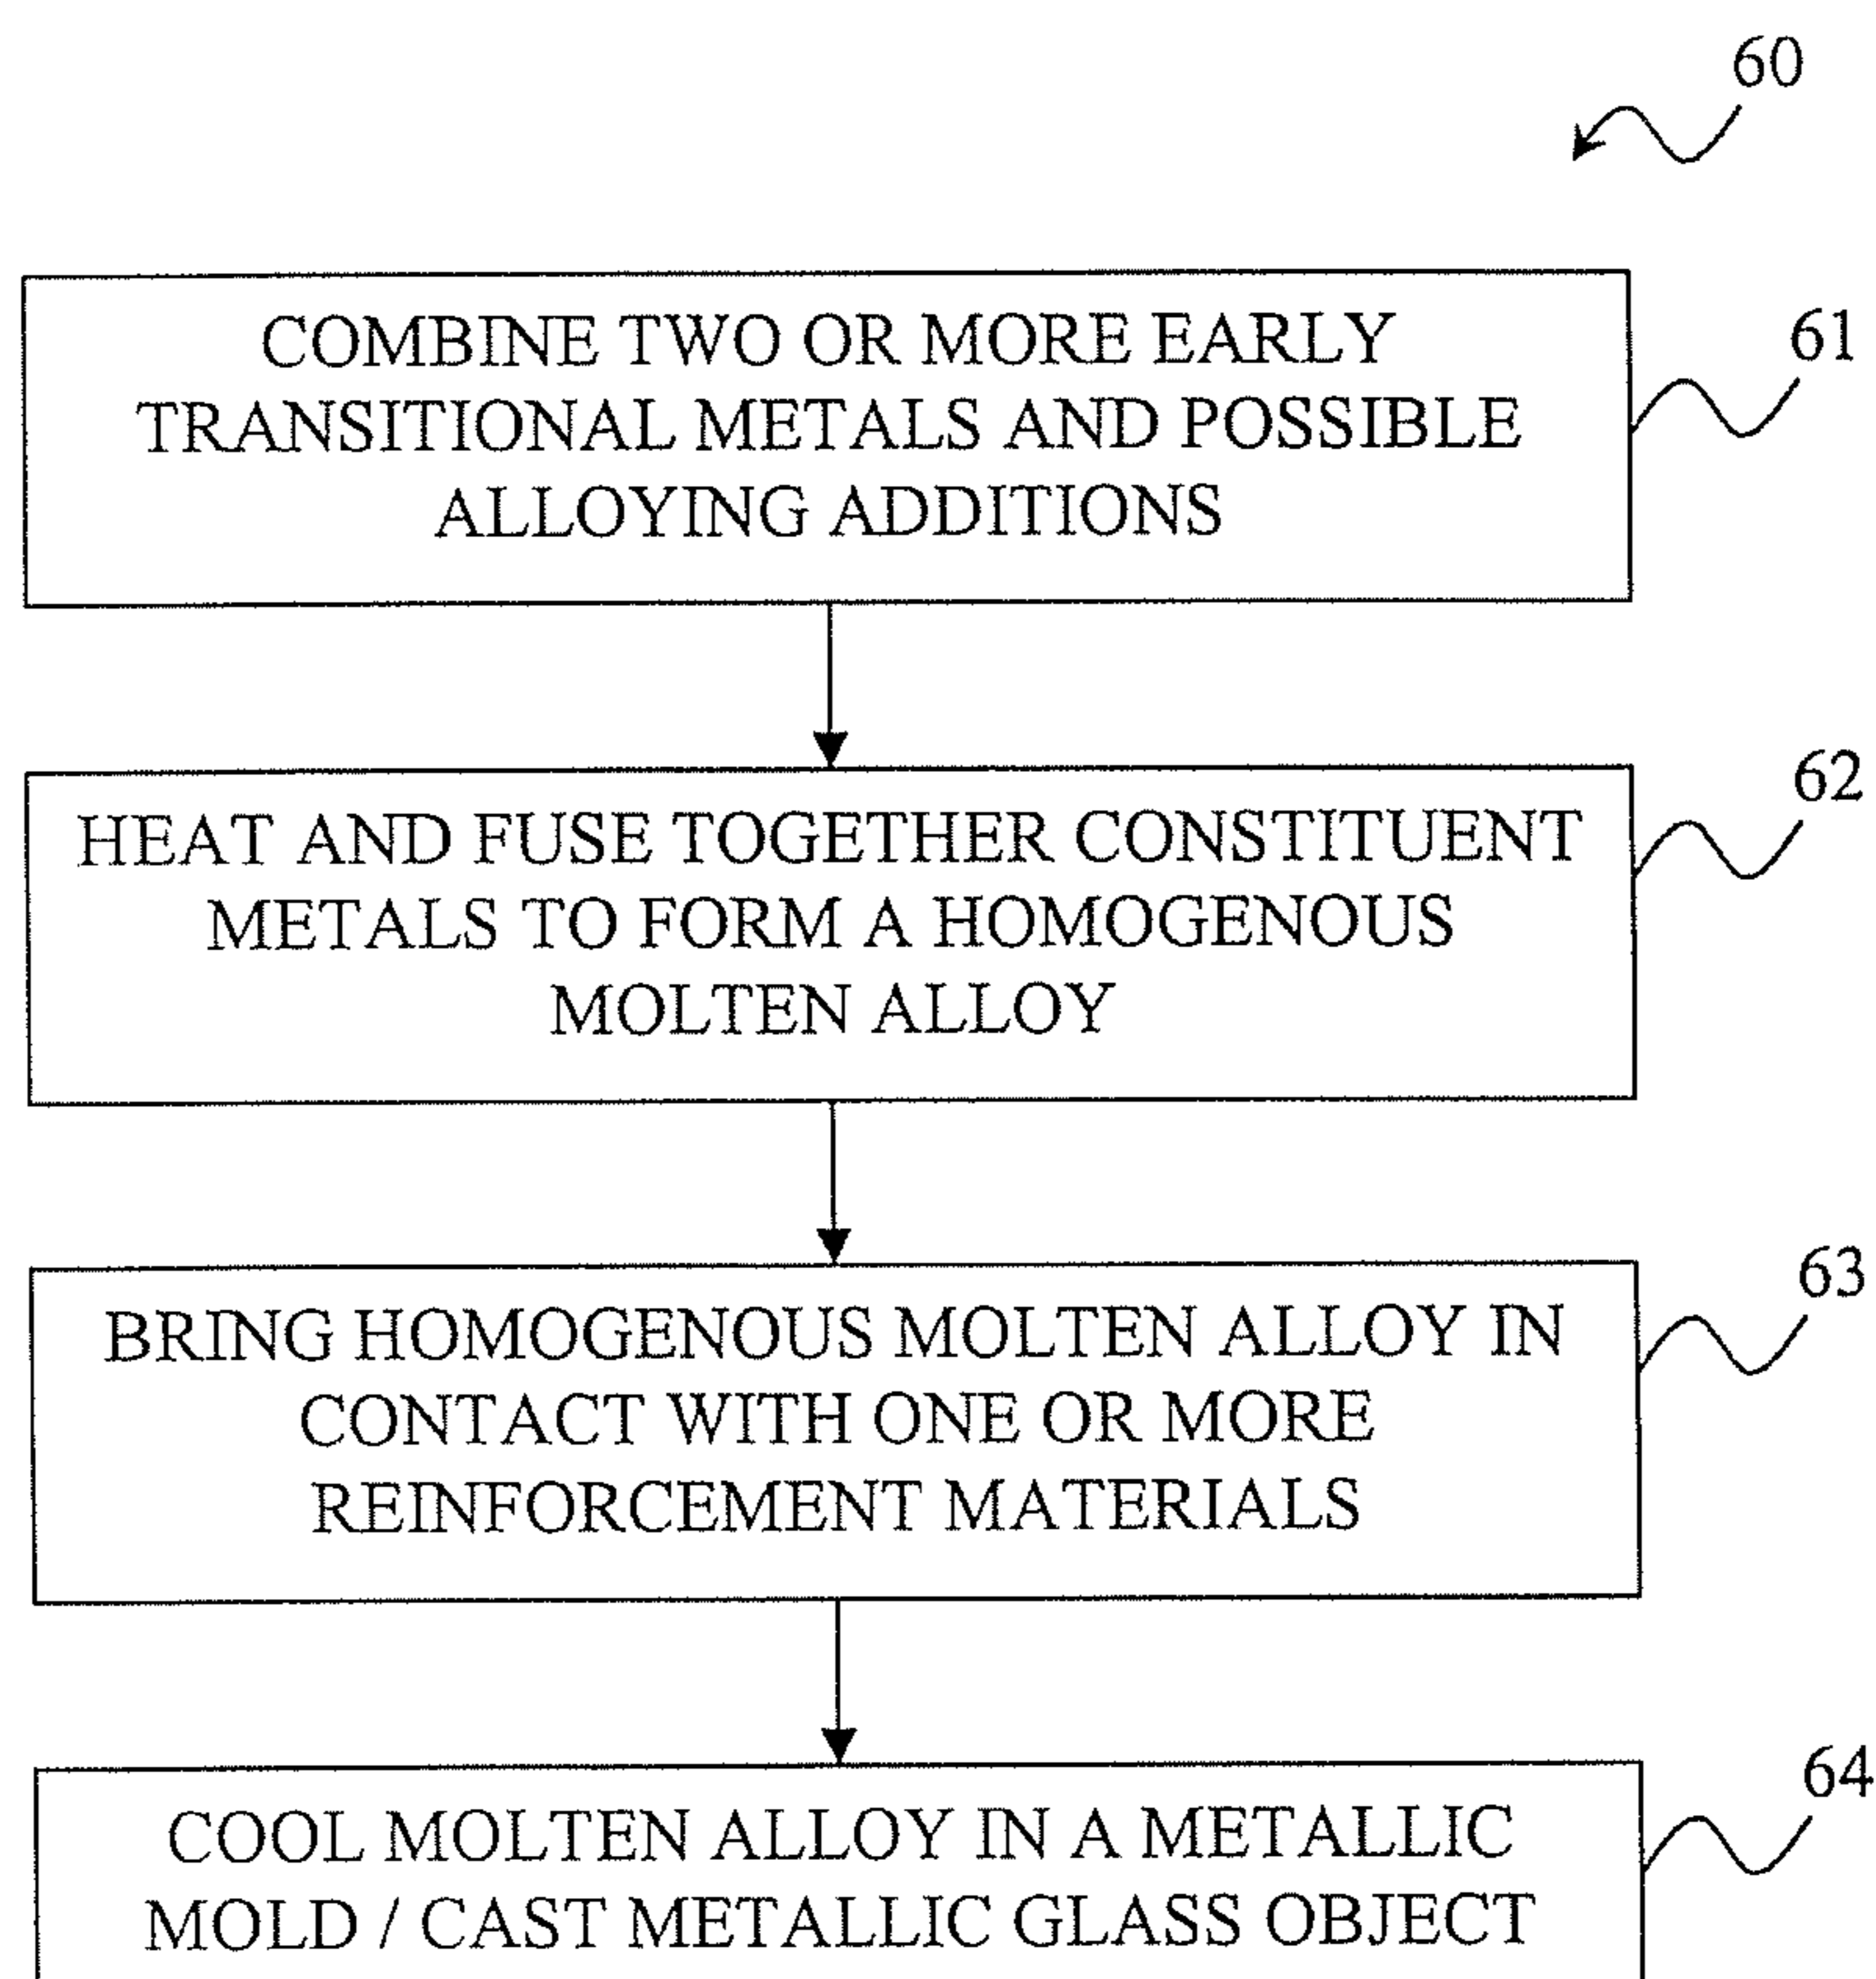 60
COMBINE TWO OR MORE EARLY
TRANSITIONAL METALS AND POSSIBLE
ALLOYING ADDITIONS
61
HEAT AND FUSE TOGETHER CONSTITUENT
METALS TO FORM A HOMOGENOUS
MOLTEN ALLOY
62
BRING HOMOGENOUS MOLTEN ALLOY IN
CONTACT WITH ONE OR MORE
REINFORCEMENT MATERIALS
63
COOL MOLTEN ALLOY IN A METALLIC
MOLD / CAST METALLIC GLASS OBJECT
64